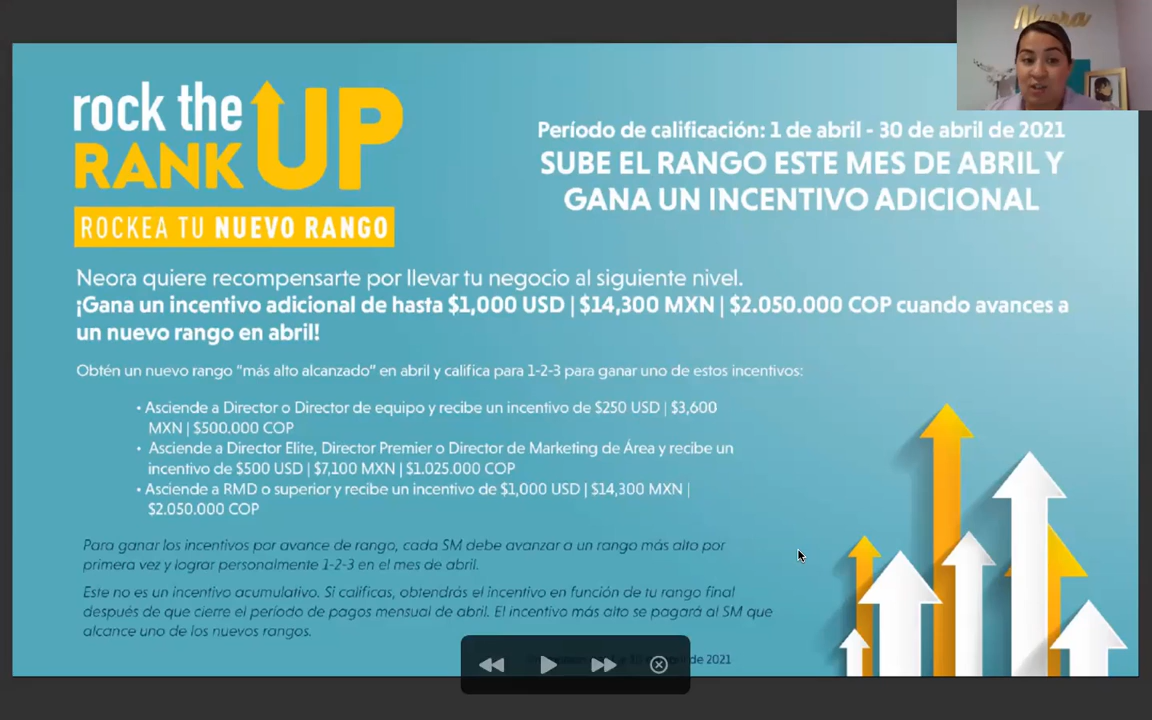 Neora
rock the
RANK UP
ROCKEA TU NUEVO RANGO
Período de calificación: 1 de abril - 30 de abril de 2021
SUBE EL RANGO ESTE MES DE ABRIL Y
GANA UN INCENTIVO ADICIONAL
Neora quiere recompensarte por llevar tu negocio al siguiente nivel.
¡Gana un incentivo adicional de hasta $1,000 USD | $14,300 MXN | $2.050.000 COP cuando avances a
un nuevo rango en abril!
Obtén un nuevo rango "más alto alcanzado" en abril y califica para 1-2-3 para ganar uno de estos incentivos:
• Asciende a Director o Director de equipo y recibe un incentivo de $250 USD | $3,600
MXN | $500.000 COP
• Asciende a Director Elite, Director Premier o Director de Marketing de Área y recibe un
incentivo de $500 USD | $7,100 MXN | $1.025.000 COP
• Asciende a RMD o superior y recibe un incentivo de $1,000 USD | $14,300 MXN |
$2.050.000 COP
Para ganar los incentivos por avance de rango, cada SM debe avanzar a un rango más alto por
primera vez y lograr personalmente 1-2-3 en el mes de abril.
Este no es un incentivo acumulativo. Si calificas, obtendrás el incentivo en función de tu rango final
después de que cierre el período de pagos mensual de abril. El incentivo más alto se pagará al SM que
alcance uno de los nuevos rangos.
de 2021